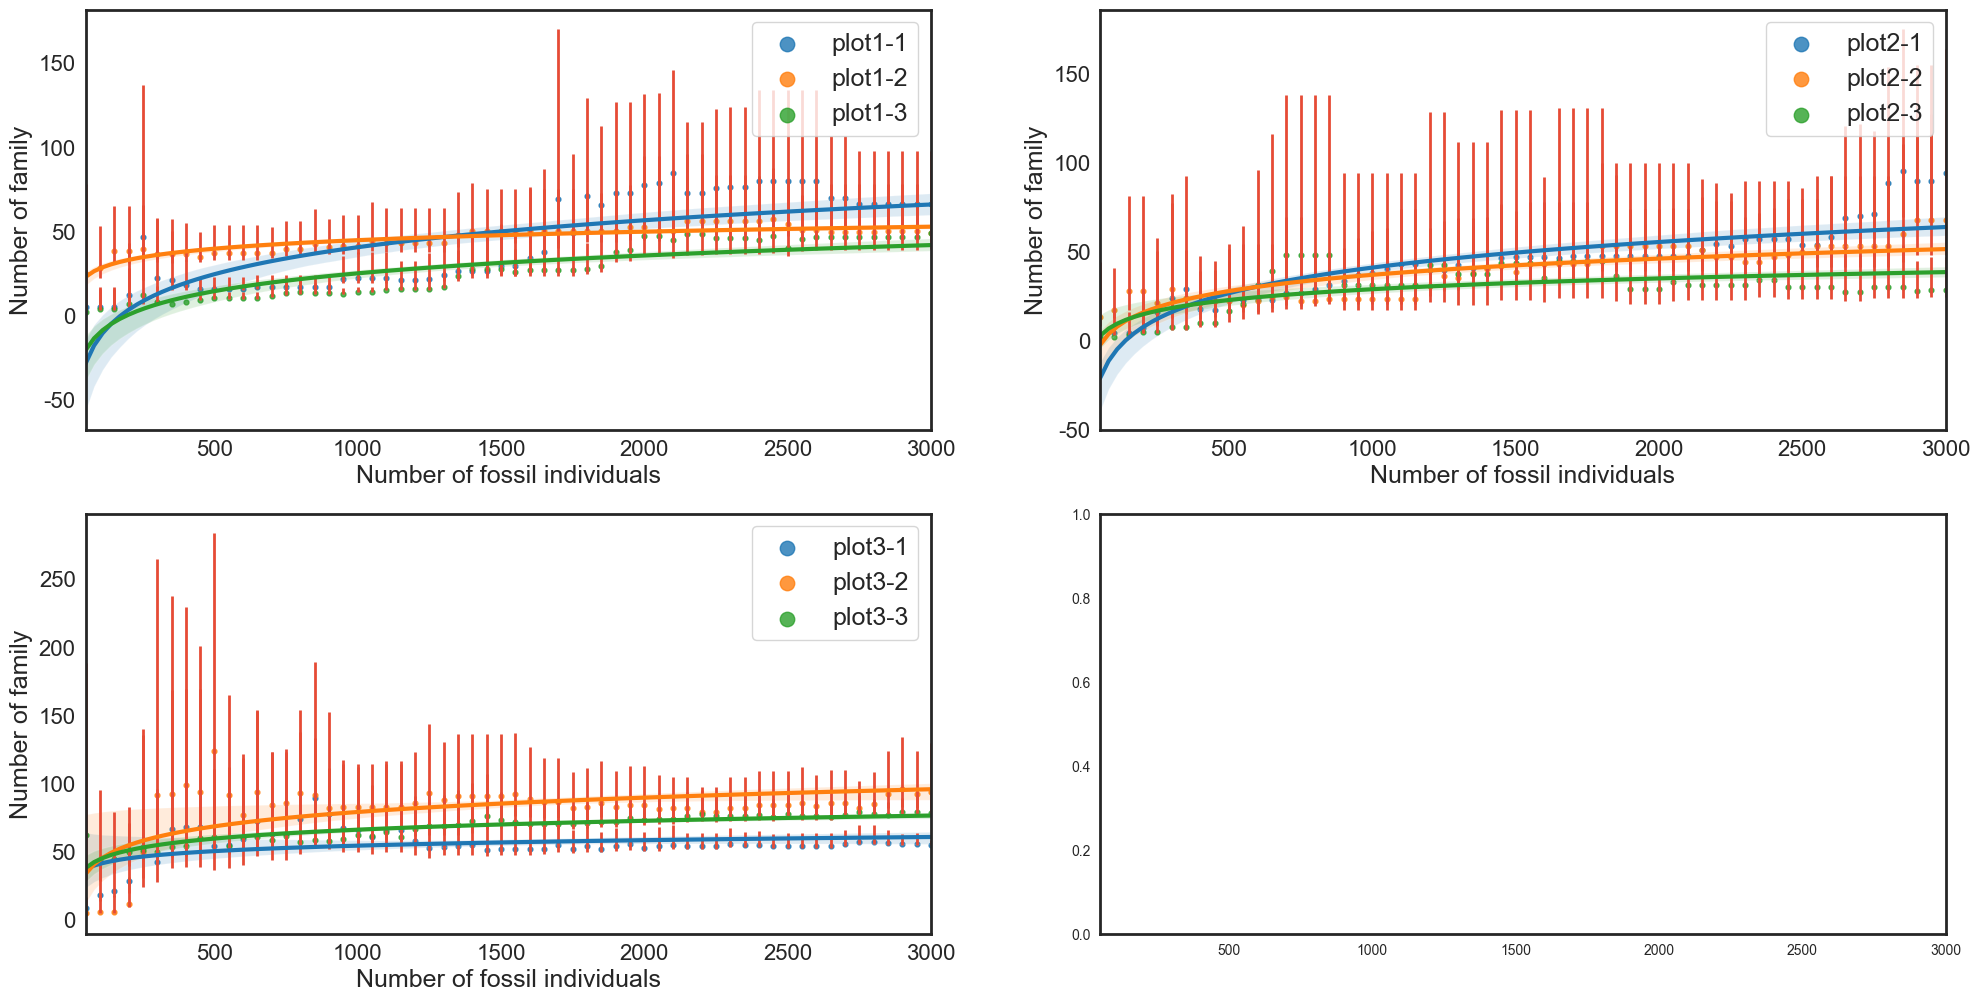 Number of family
150
100
50
0
-50
plot1-1
plot1-2
plot1-3
500 1000 1500 2000 2500 3000
Number of fossil individuals
Number of family
150
100
50
0
-50
plot2-1
plot2-2
plot2-3
500 1000 1500 2000 2500 3000
Number of fossil individuals
Number of family
250
200
150
100
50
0
plot3-1
plot3-2
plot3-3
500 1000 1500 2000 2500 3000
Number of fossil individuals
1.0
0.8
0.6
0.4
0.2
0.0
500 1000 1500 2000 2500 3000